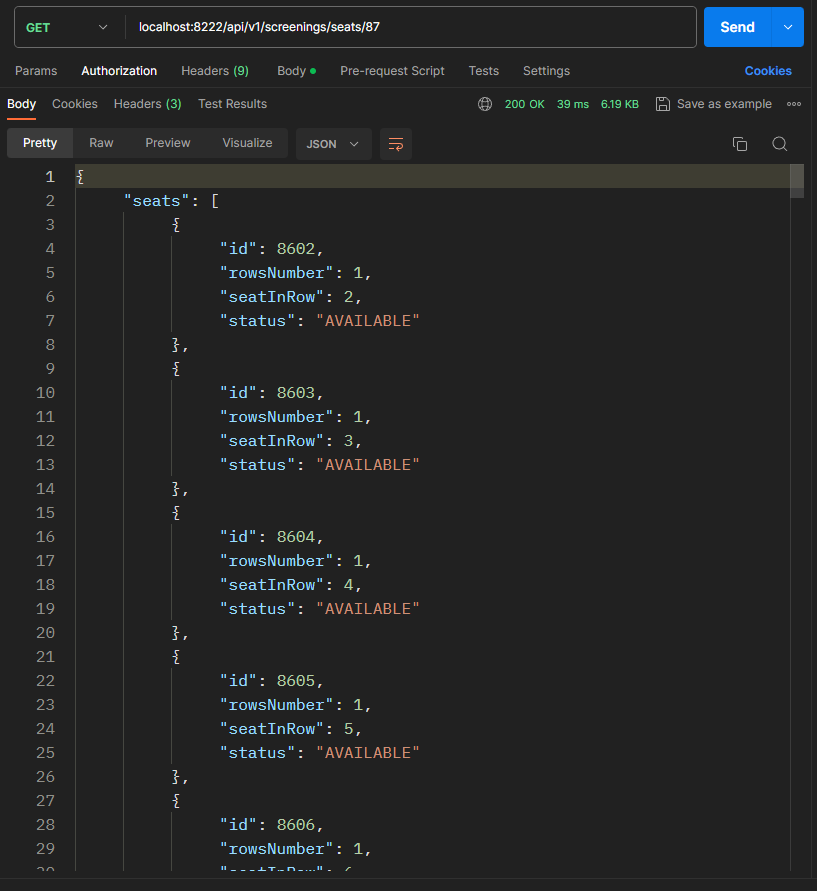 GET localhost:8222/api/v1/screenings/seats/87 Send
Params Authorization Headers (9) Body Pre-request Script Tests Settings Cookies
Body Cookies Headers (3) Test Results 200 OK 39 ms 6.19 KB Save as example
Pretty Raw Preview Visualize JSON
1 {
2 "seats": [
3 {
4 "id": 8602,
5 "rowsNumber": 1,
6 "seatInRow": 2,
7 "status": "AVAILABLE"
8 },
9 {
10 "id": 8603,
11 "rowsNumber": 1,
12 "seatInRow": 3,
13 "status": "AVAILABLE"
14 },
15 {
16 "id": 8604,
17 "rowsNumber": 1,
18 "seatInRow": 4,
19 "status": "AVAILABLE"
20 },
21 {
22 "id": 8605,
23 "rowsNumber": 1,
24 "seatInRow": 5,
25 "status": "AVAILABLE"
26 },
27 {
28 "id": 8606,
29 "rowsNumber": 1,